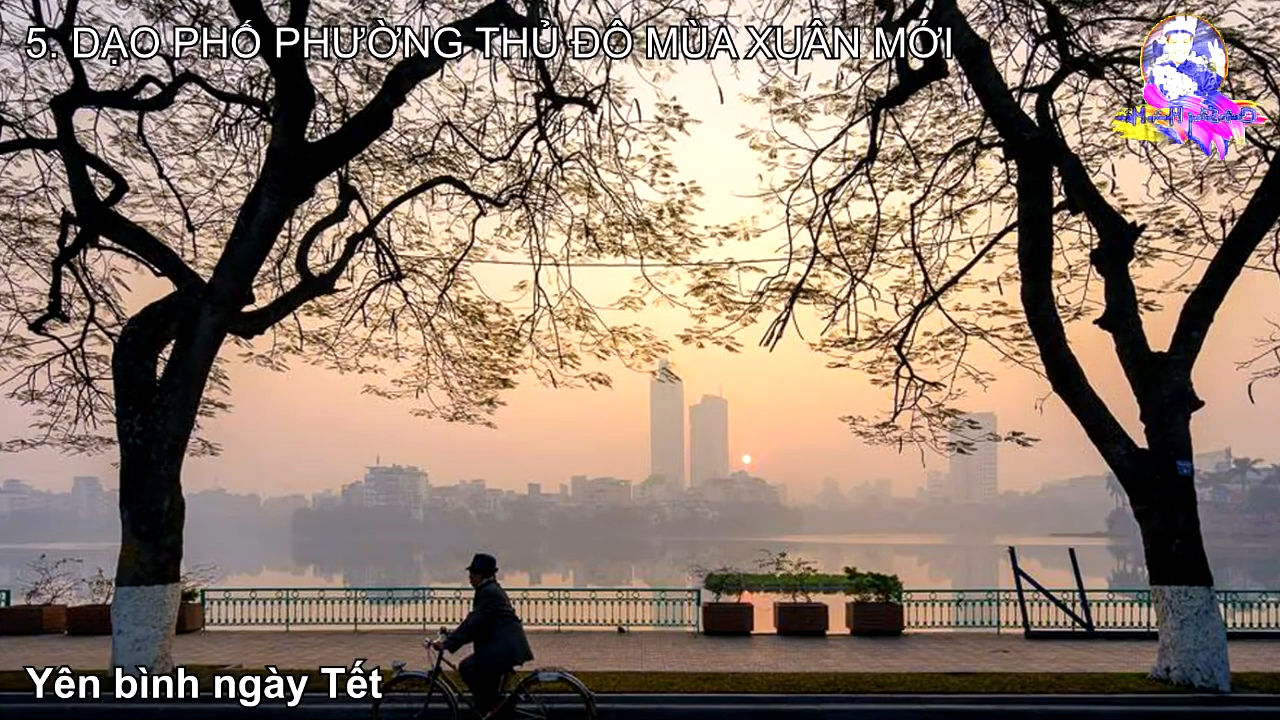 5. DẠO PHỐ PHƯỜNG THỦ ĐÔ MÙA XUÂN MỚI
Yên bình ngày Tết